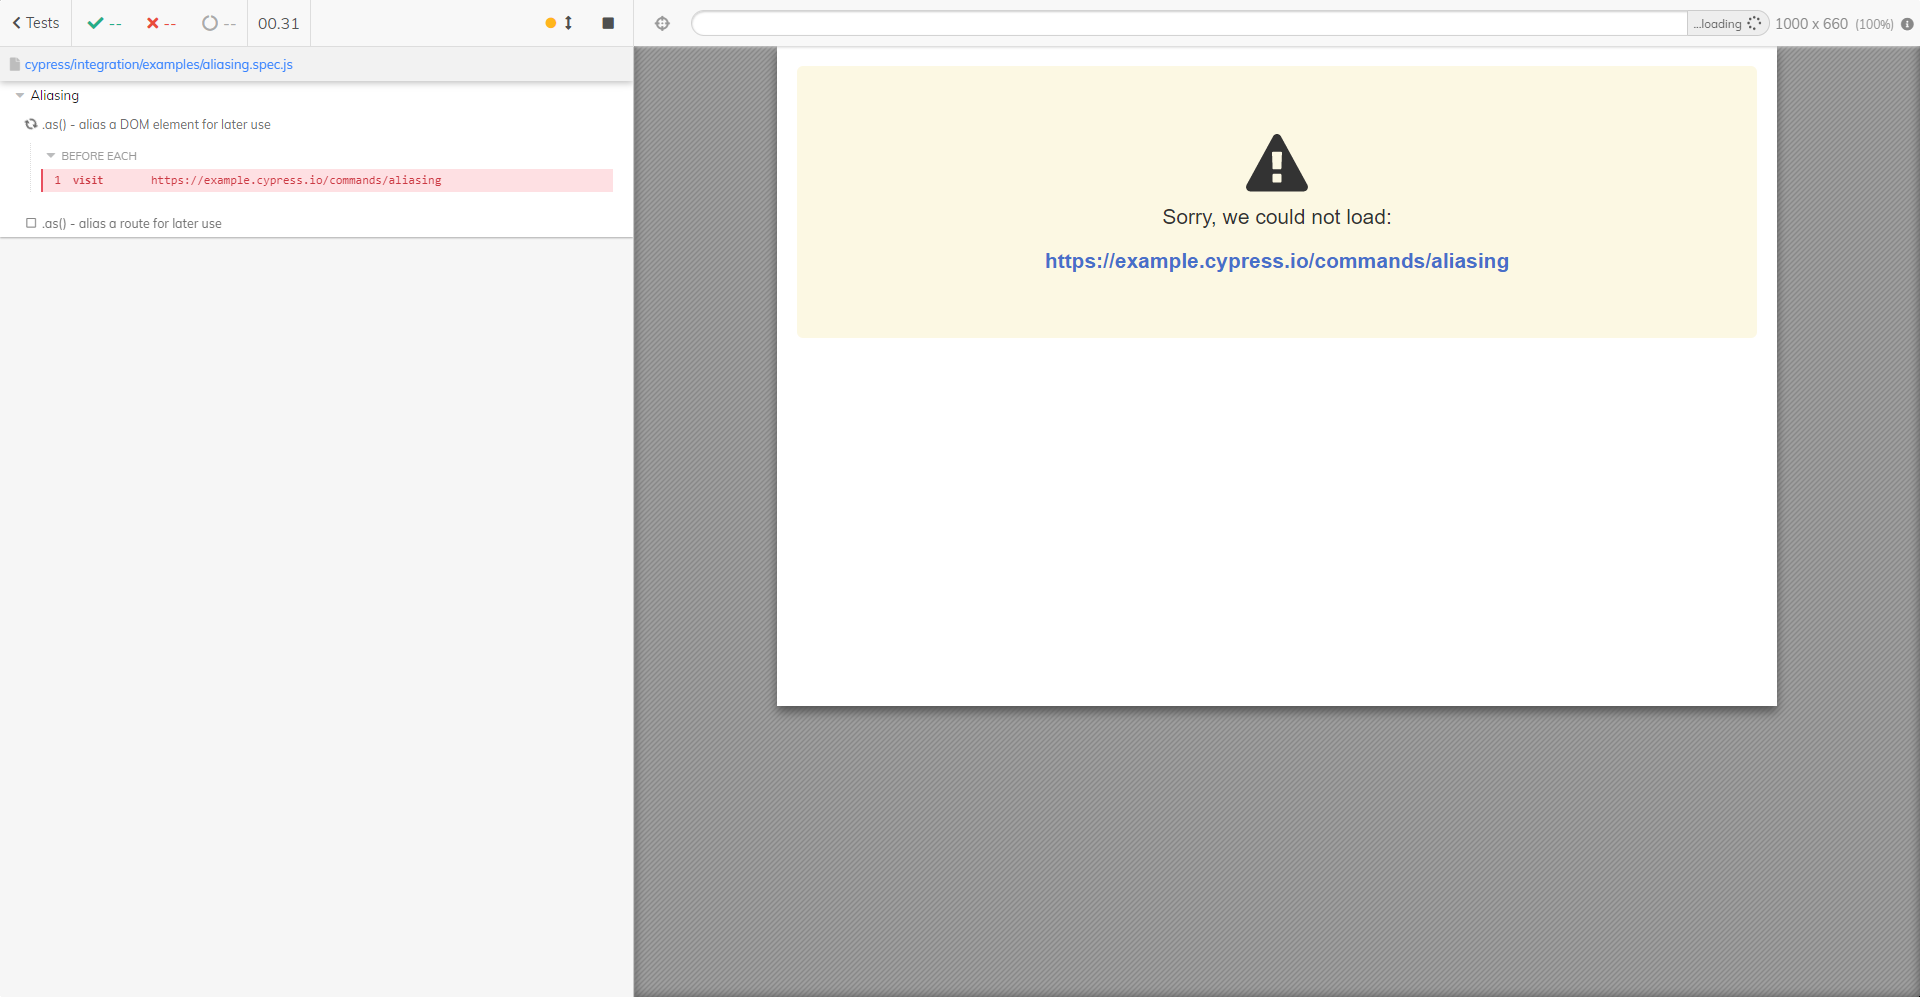 Tests -- -- -- 00.31
...loading 1000 x 660 (100%)
cypress/integration/examples/aliasing.spec.js
Aliasing
.as() - alias a DOM element for later use
BEFORE EACH
1 visit https://example.cypress.io/commands/aliasing
.as() - alias a route for later use
Sorry, we could not load:
https://example.cypress.io/commands/aliasing